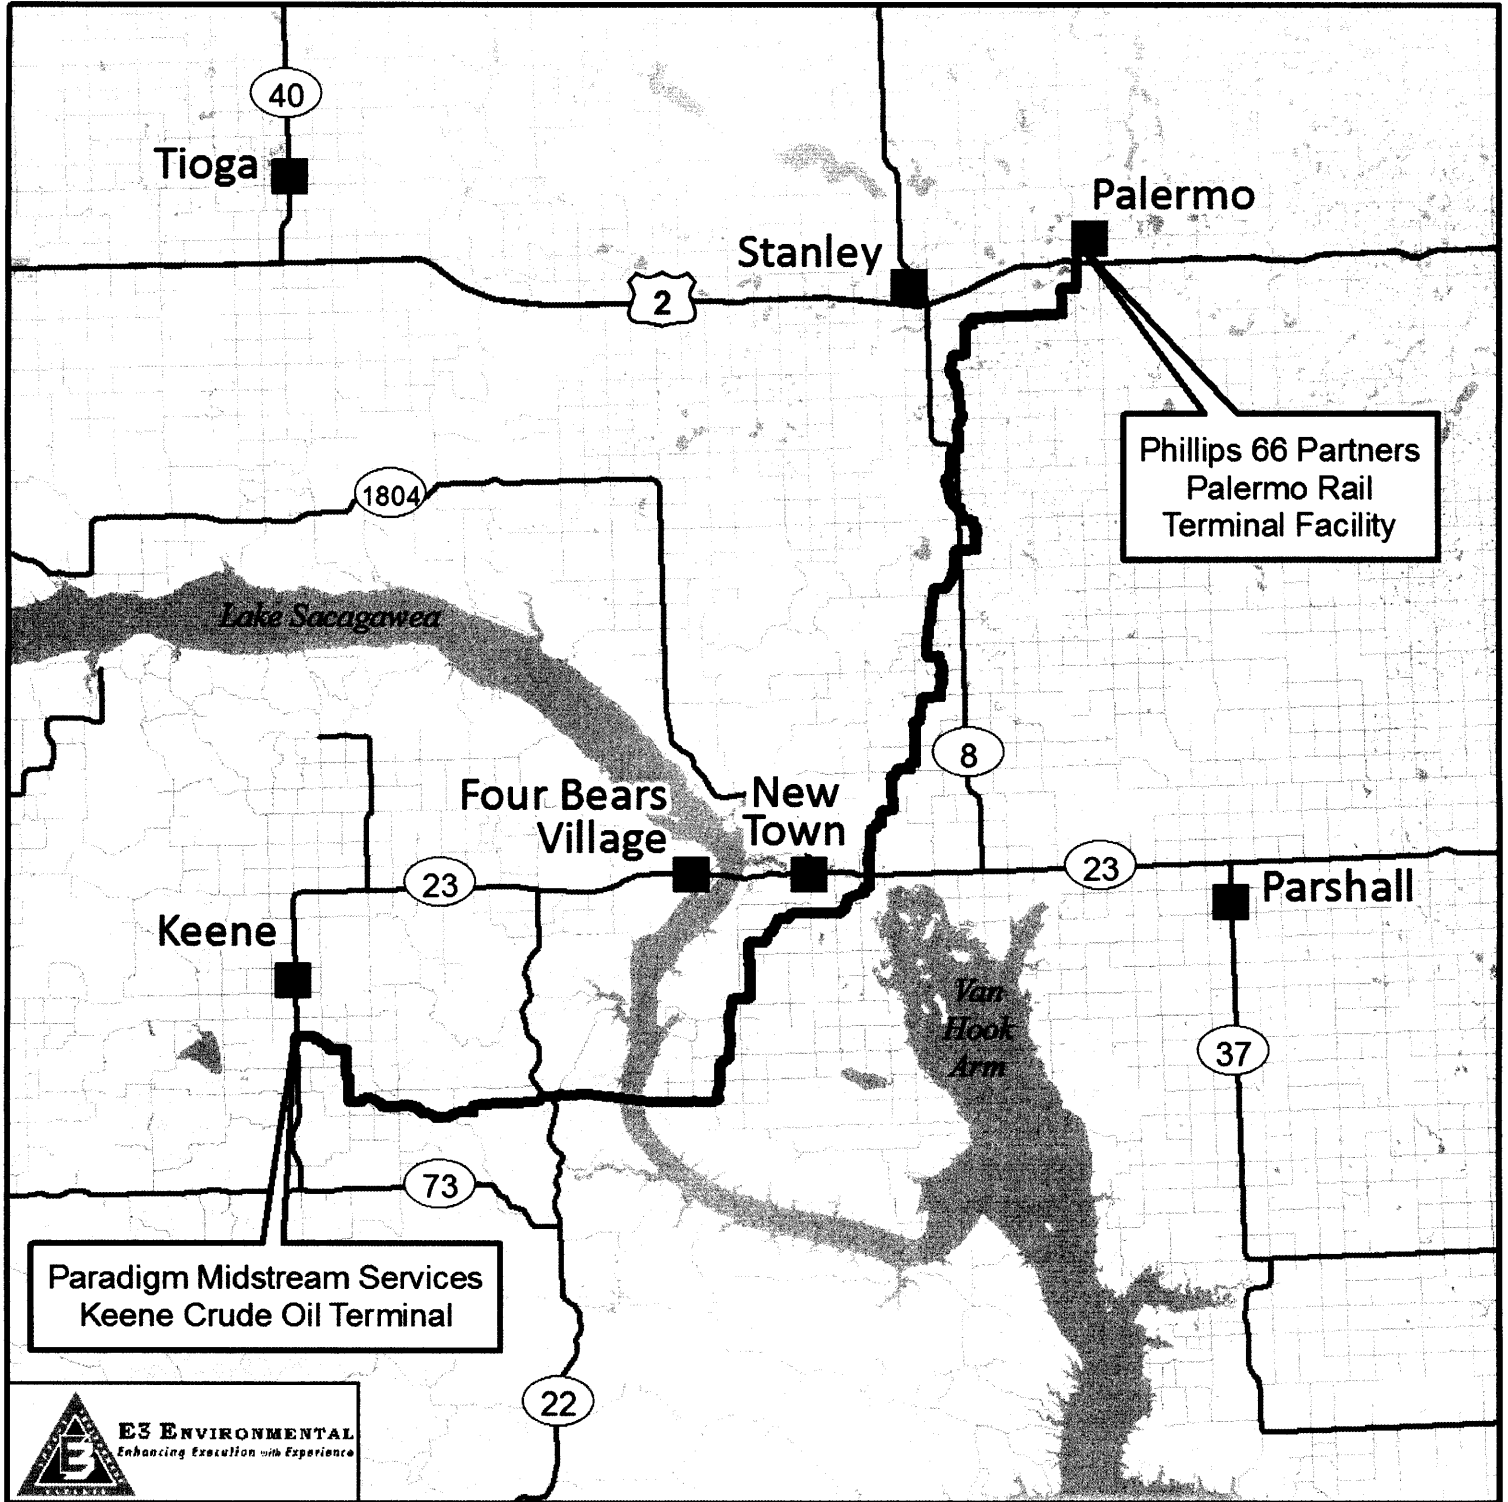 40
Tioga
Palermo
Stanley
2
Phillips 66 Partners
Palermo Rail
Terminal Facility
1804
Lake Sacagawea
8
Four Bears
Village
New
Town
23
23
Parshall
Keene
Van
Hook
Arm
37
73
Paradigm Midstream Services
Keene Crude Oil Terminal
22
E3
E3 ENVIRONMENTAL
Enhancing Execution with Experience